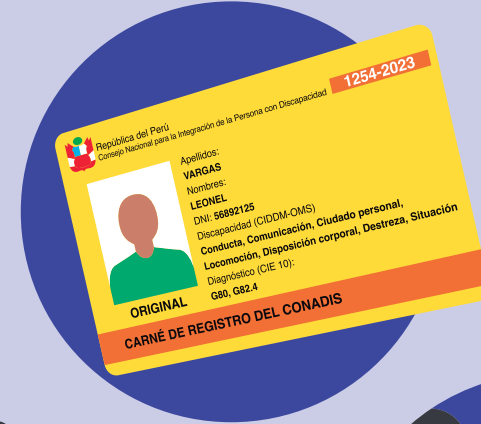 1254-2023
República del Perú
Consejo Nacional para la Integración de la Persona con Discapacidad
Apellidos:
VARGAS
Nombres:
LEONEL
DNI: 56892125
Discapacidad (CIDDM-OMS)
Conducta, Comunicación, Ciudado personal,
Locomoción, Disposición corporal, Destreza, Situación
Diagnóstico (CIE 10):
G80, G82.4
ORIGINAL
CARNÉ DE REGISTRO DEL CONADIS